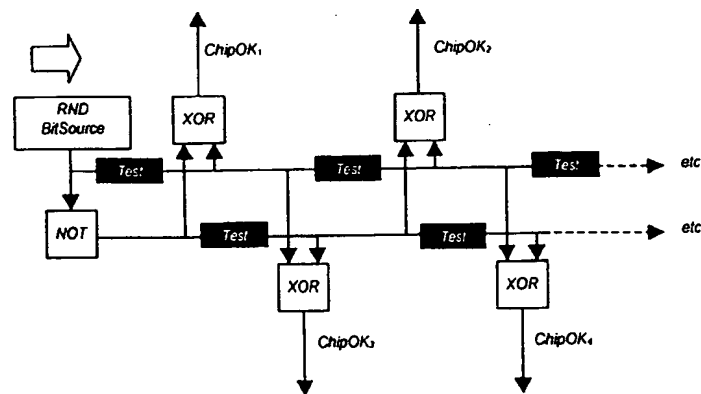 ChipOK₁
ChipOK₂
RND
BitSource
XOR
XOR
Test
Test
Test
etc
NOT
Test
Test
etc
XOR
XOR
ChipOK₃
ChipOK₄